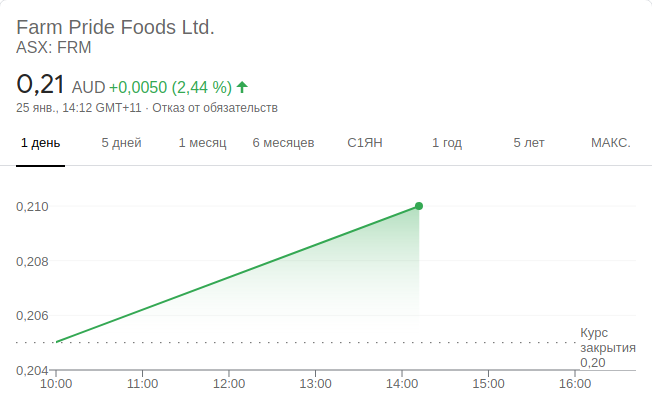 Farm Pride Foods Ltd.
ASX: FRM
0,21 AUD +0,0050 (2,44 %)
25 янв., 14:12 GMT+11 · Отказ от обязательств
1 день 5 дней 1 месяц 6 месяцев С1ЯН 1 год 5 лет МАКС.
0,210
0,208
0,206
Курс
закрытия
0,20
0,204
10:00 11:00 12:00 13:00 14:00 15:00 16:00